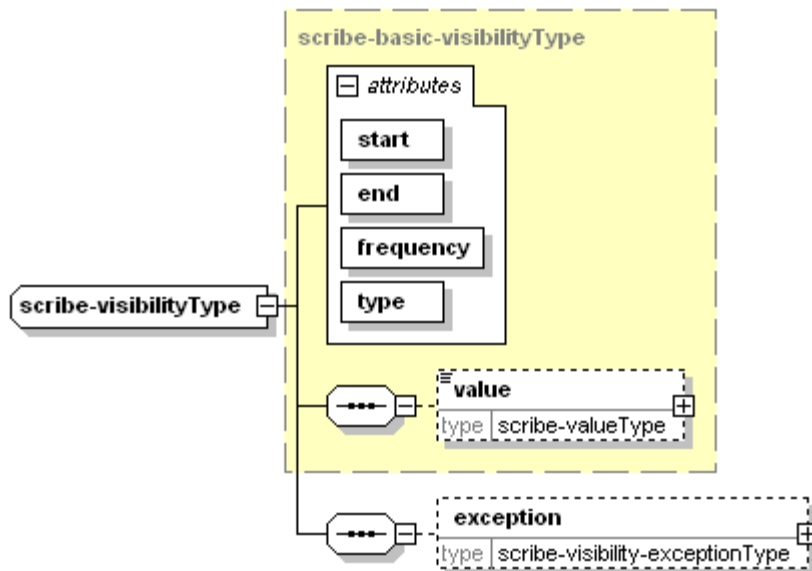 scribe-basic-visibilityType
attributes
start
end
frequency
type
scribe-visibilityType
value
type scribe-valueType
exception
type scribe-visibility-exceptionType